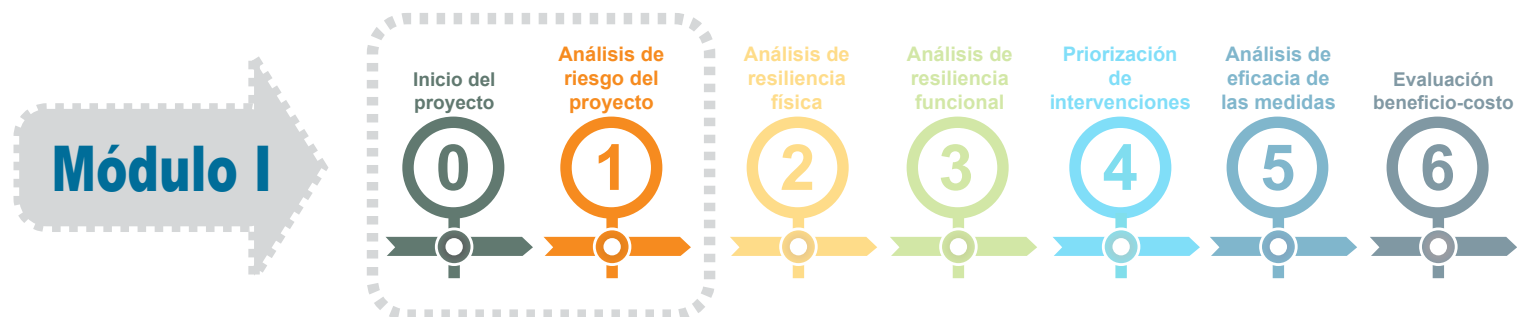 Módulo I
Inicio del
proyecto
0
Análisis de
riesgo del
proyecto
1
Análisis de
resiliencia
física
2
Análisis de
resiliencia
funcional
3
Priorización
de
intervenciones
4
Análisis de
eficacia de
las medidas
5
Evaluación
beneficio-costo
6